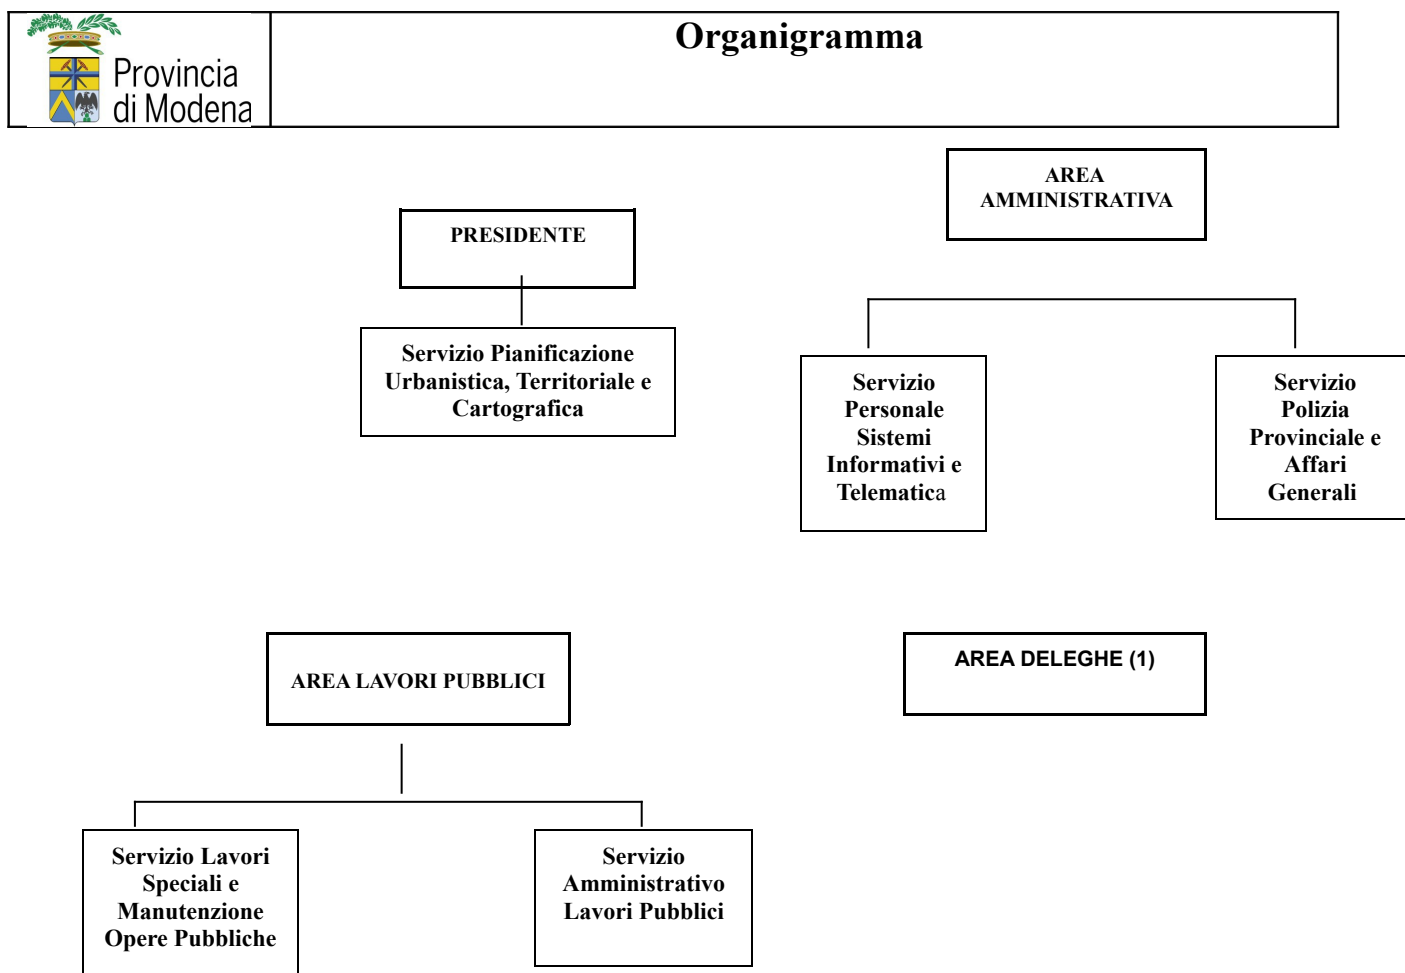 Provincia
di Modena
Organigramma
AREA
AMMINISTRATIVA
PRESIDENTE
Servizio Pianificazione
Urbanistica, Territoriale e
Cartografica
Servizio
Personale
Sistemi
Informativi e
Telematica
Servizio
Polizia
Provinciale e
Affari
Generali
AREA LAVORI PUBBLICI
AREA DELEGHE (1)
Servizio Lavori
Speciali e
Manutenzione
Opere Pubbliche
Servizio
Amministrativo
Lavori Pubblici